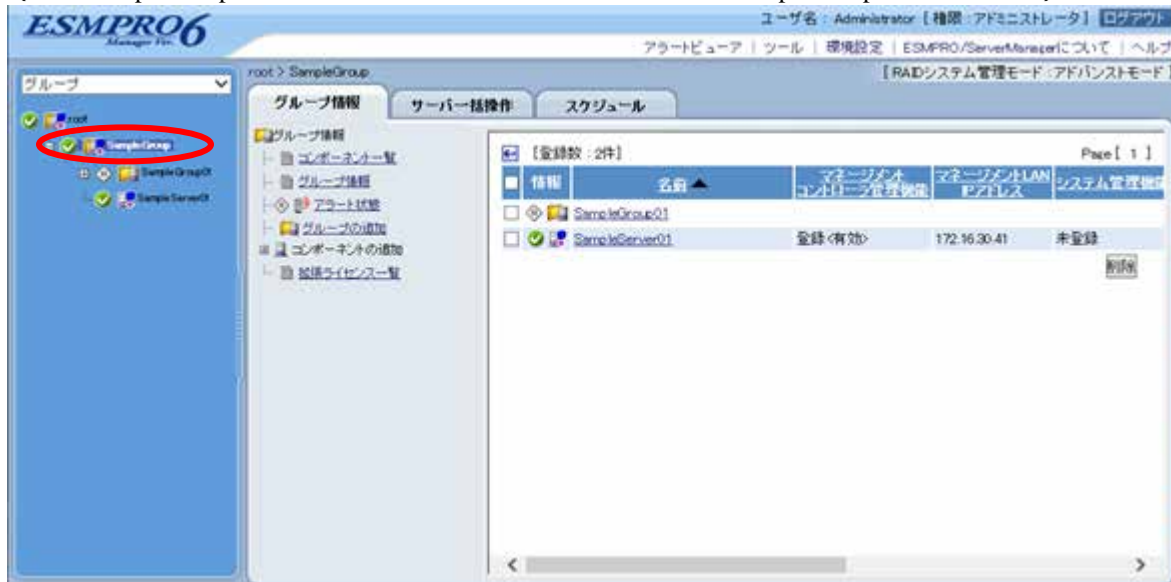 ESMPRO6
ユーザ名 : Administrator [ 権限 : アドミニストレータ ] ログアウト
アラートビューア | ツール | 環境設定 | ESMPRO/ServerManagerについて | ヘルプ
グループ
root > SampleGroup
[ RAIDシステム管理モード : アドバンストモード ]
root
SampleGroup
SampleGroup01
SampleServer01
グループ情報
サーバー一括操作
スケジュール
グループ情報
コンポーネント一覧
グループ情報
アラート状態
グループの追加
コンポーネントの追加
拡張ライセンス一覧
[登録数 : 2件]
Page [ 1 ]
情報 名前▲ マネージメントコントローラ管理機能 マネージメントLAN IPアドレス システム管理機能
SampleGroup01
SampleServer01 登録<有効> 172.16.30.41 未登録
削除